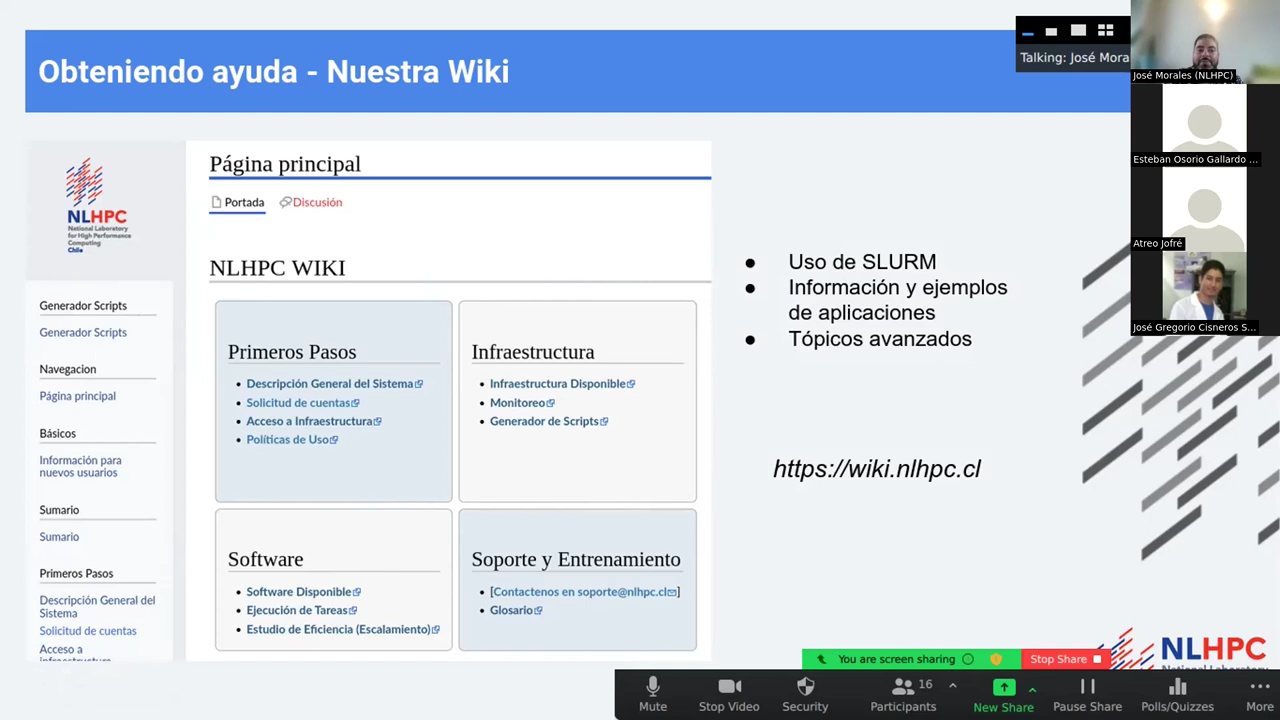 Obteniendo ayuda - Nuestra Wiki
Talking: José Mora
José Morales (NLHPC)
Esteban Osorio Gallardo ...
Atreo Jofré
José Gregorio Cisneros S...
NLHPC
National Laboratory
for High Performance
Computing
Chile
Generador Scripts
Generador Scripts
Navegacion
Página principal
Básicos
Información para
nuevos usuarios
Sumario
Sumario
Primeros Pasos
Descripción General del
Sistema
Solicitud de cuentas
Acceso a
infraestructura
Página principal
Portada
Discusión
NLHPC WIKI
Primeros Pasos
• Descripción General del Sistema
• Solicitud de cuentas
• Acceso a Infraestructura
• Políticas de Uso
Infraestructura
• Infraestructura Disponible
• Monitoreo
• Generador de Scripts
Software
• Software Disponible
• Ejecución de Tareas
• Estudio de Eficiencia (Escalamiento)
Soporte y Entrenamiento
• [Contactenos en soporte@nlhpc.cl]
• Glosario
● Uso de SLURM
● Información y ejemplos
de aplicaciones
● Tópicos avanzados
https://wiki.nlhpc.cl
NLHPC
National Laboratory
You are screen sharing
Stop Share
Mute
Stop Video
Security
Participants
16
New Share
Pause Share
Polls/Quizzes
More